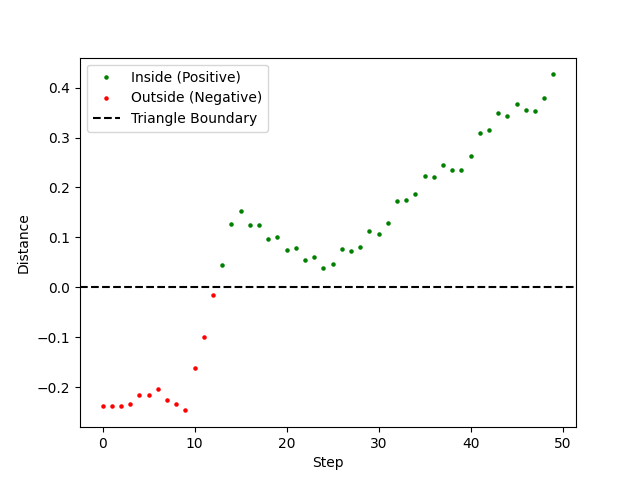 Inside (Positive)
Outside (Negative)
Triangle Boundary
0.4
0.3
0.2
0.1
0.0
−0.1
−0.2
Distance
0 10 20 30 40 50
Step